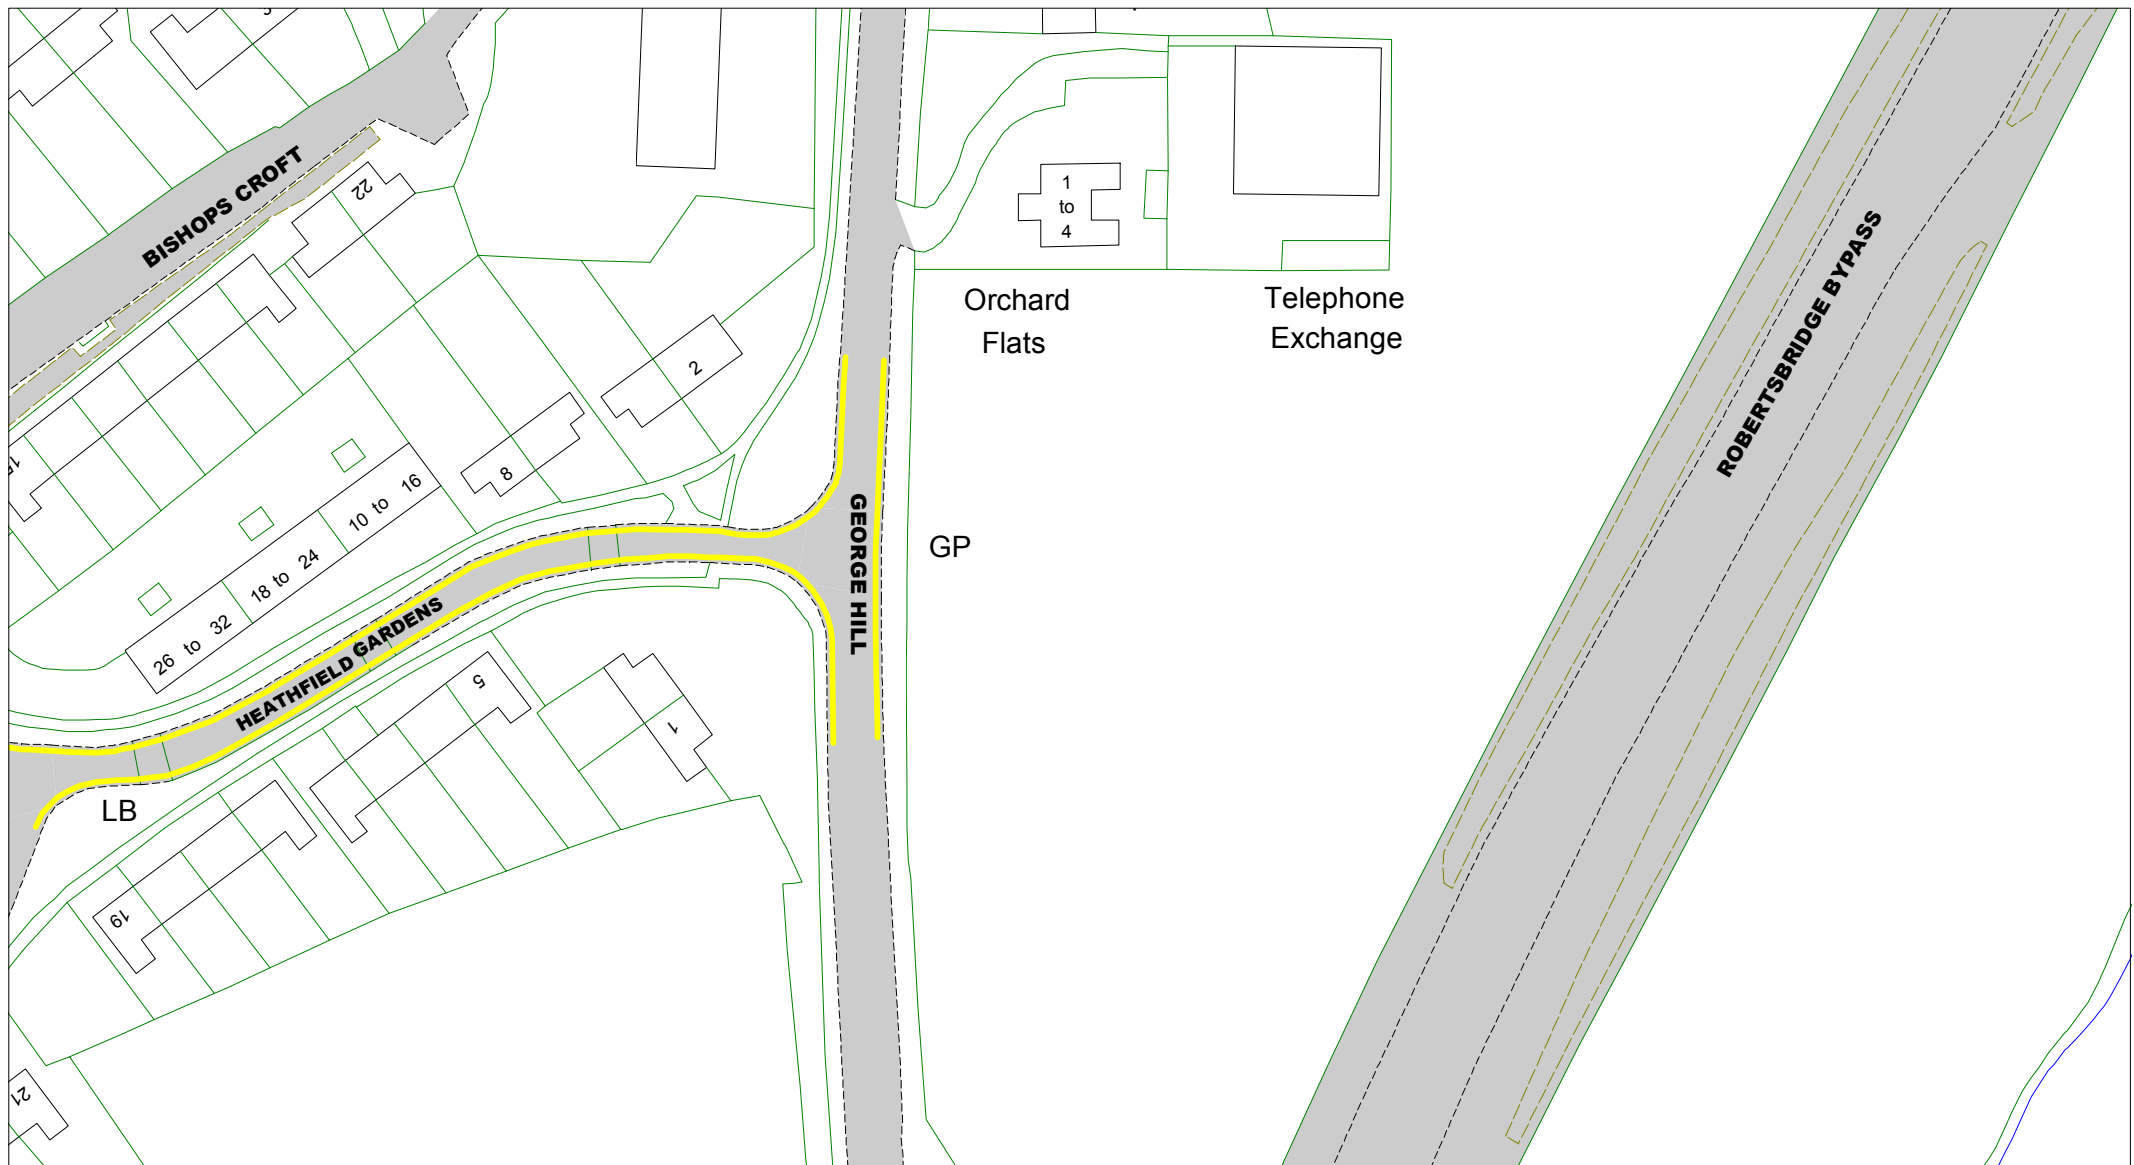 BISHOPS CROFT
22
1
to
4
Orchard
Flats
Telephone
Exchange
ROBERTSBRIDGE BYPASS
2
8
15
10 to 16
18 to 24
26 to 32
HEATHFIELD GARDENS
GEORGE HILL
GP
5
1
LB
19
21